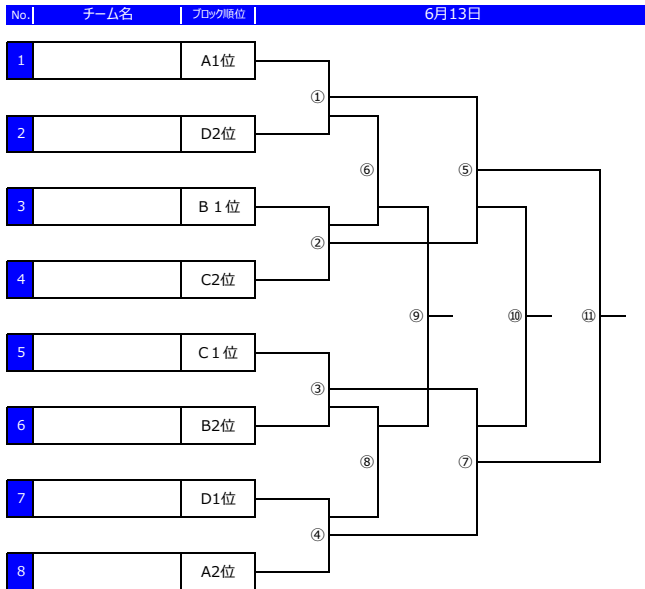 No. チーム名 ブロック順位 6月13日
1 A1位
①
2 D2位
⑥ ⑤
3 B１位
②
4 C2位
⑨ ⑩ ⑪
5 C１位
③
6 B2位
⑧ ⑦
7 D1位
④
8 A2位